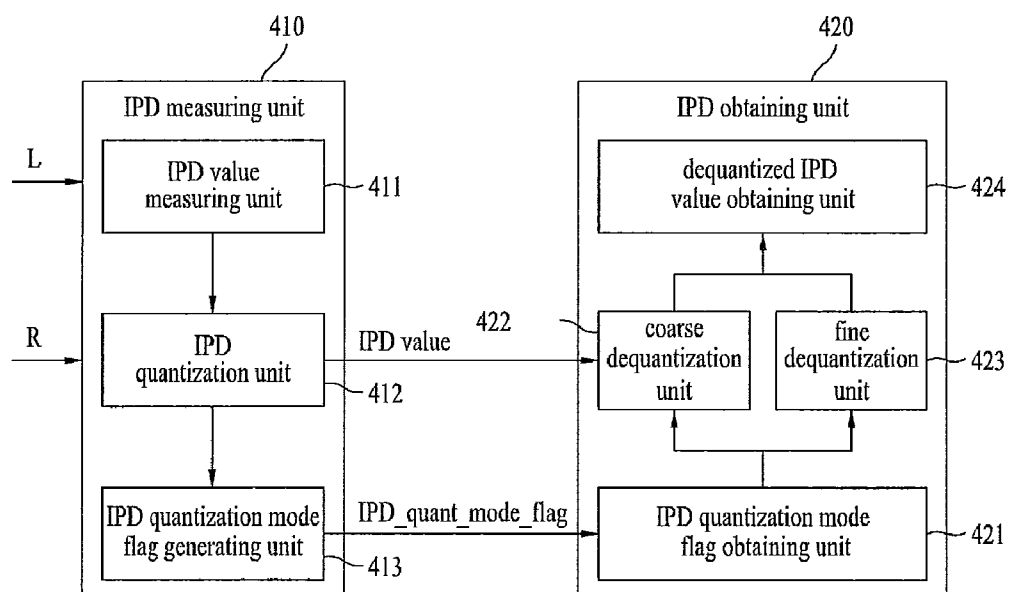 410
420
IPD measuring unit
IPD obtaining unit
L
IPD value
measuring unit
411
dequantized IPD
value obtaining unit
424
R
IPD
quantization unit
412
IPD value
422
coarse
dequantization
unit
fine
dequantization
unit
423
IPD quantization mode
flag generating unit
413
IPD_quant_mode_flag
IPD quantization mode
flag obtaining unit
421